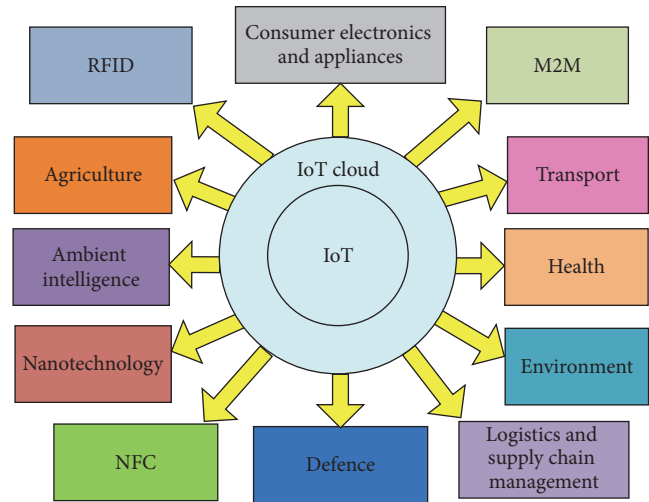 Consumer electronics
and appliances
RFID
M2M
IoT cloud
Agriculture
Transport
IoT
Ambient
intelligence
Health
Nanotechnology
Environment
NFC
Defence
Logistics and
supply chain
management